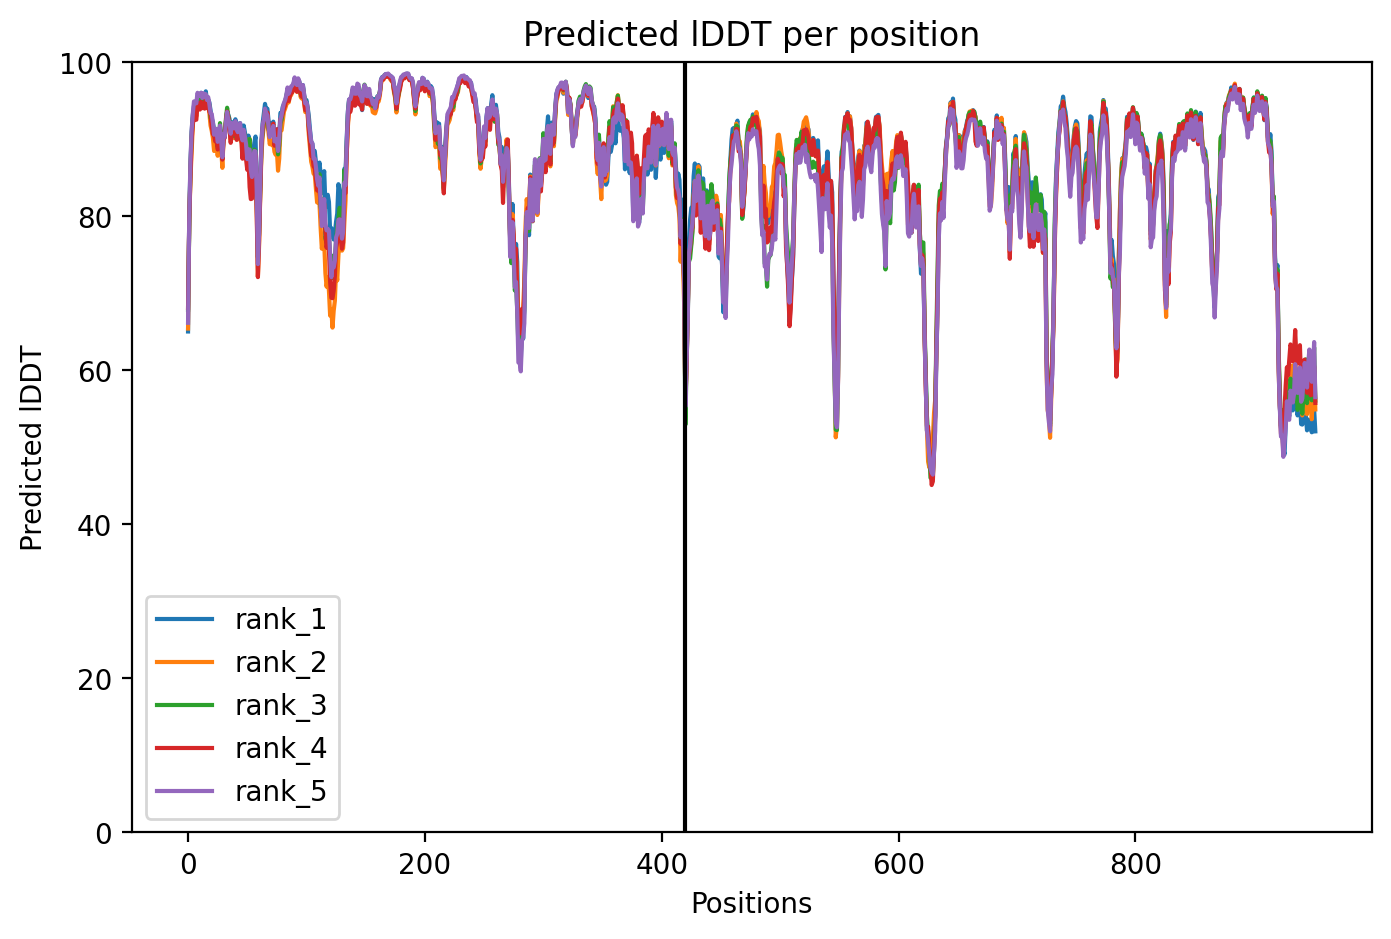 Predicted lDDT per position
Predicted lDDT
100
80
60
40
20
0
rank_1
rank_2
rank_3
rank_4
rank_5
0 200 400 600 800
Positions